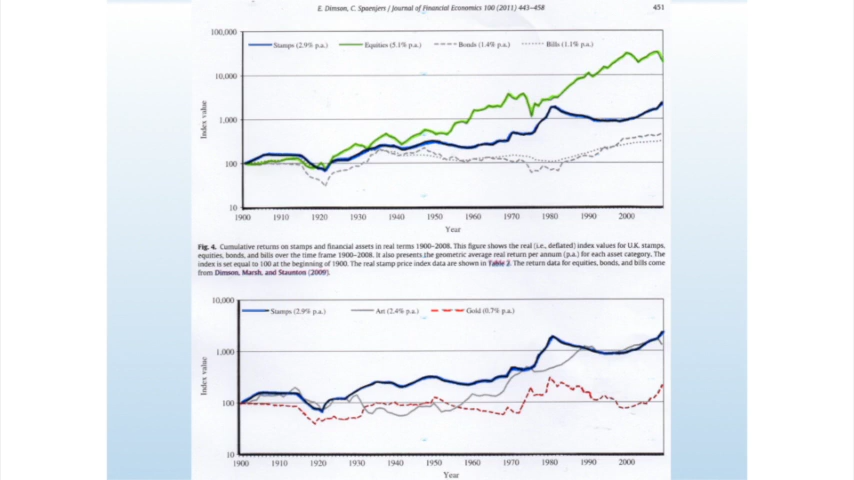 E. Dimson, C. Spaenjers / Journal of Financial Economics 100 (2011) 443–458
451
100,000
Stamps (2.9% p.a.) Equities (5.1% p.a.) Bonds (1.4% p.a.) Bills (1.1% p.a.)
10,000
1,000
100
10
Index value
1900 1910 1920 1930 1940 1950 1960 1970 1980 1990 2000
Year
Fig. 4. Cumulative returns on stamps and financial assets in real terms 1900–2008. This figure shows the real (i.e., deflated) index values for U.K. stamps,
equities, bonds, and bills over the time frame 1900–2008. It also presents the geometric average real return per annum (p.a.) for each asset category. The
index is set equal to 100 at the beginning of 1900. The real stamp price index data are shown in Table 2. The return data for equities, bonds, and bills come
from Dimson, Marsh, and Staunton (2009).
10,000
Stamps (2.9% p.a.) Art (2.4% p.a.) Gold (0.7% p.a.)
1,000
100
10
Index value
1900 1910 1920 1930 1940 1950 1960 1970 1980 1990 2000
Year